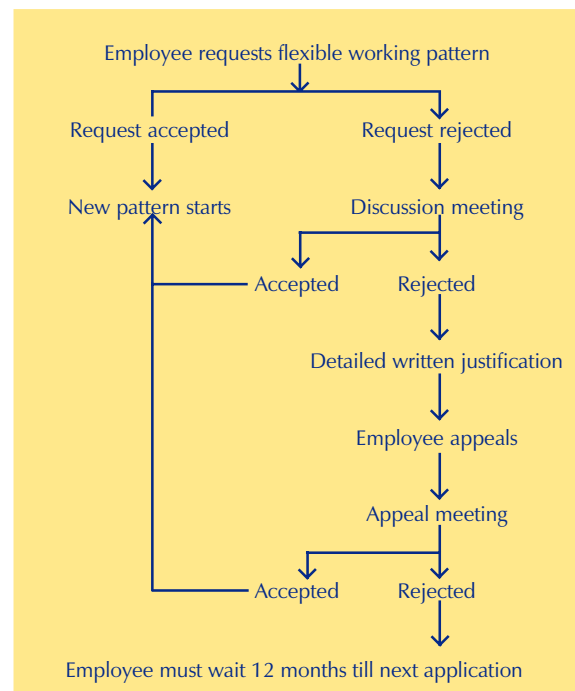 Employee requests flexible working pattern
Request accepted
Request rejected
New pattern starts
Discussion meeting
Accepted
Rejected
Detailed written justification
Employee appeals
Appeal meeting
Accepted
Rejected
Employee must wait 12 months till next application